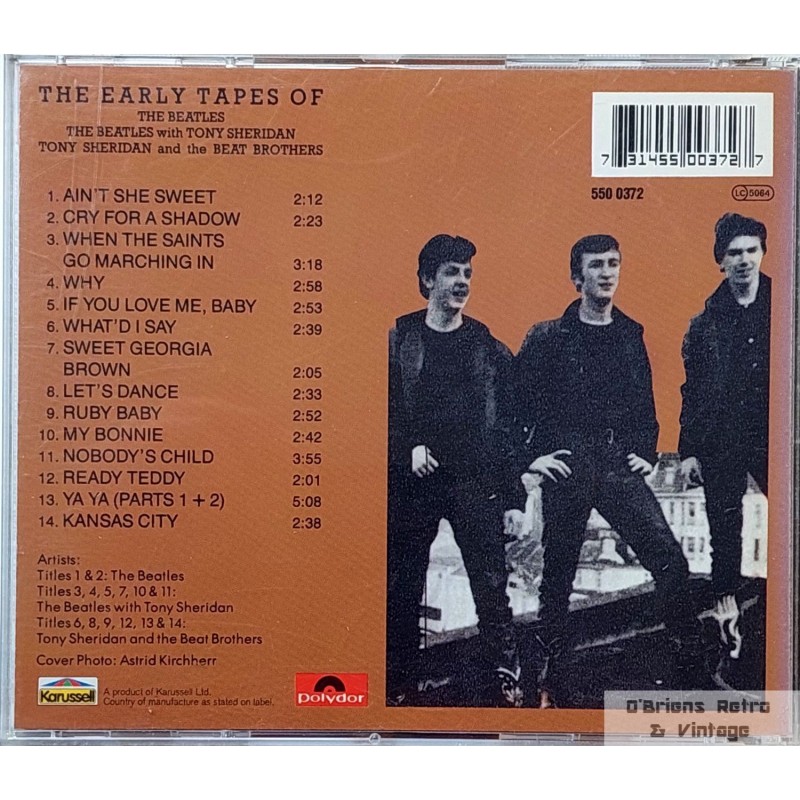 THE EARLY TAPES OF
THE BEATLES
THE BEATLES with TONY SHERIDAN
TONY SHERIDAN and the BEAT BROTHERS
1. AIN'T SHE SWEET 2:12
2. CRY FOR A SHADOW 2:23
3. WHEN THE SAINTS
GO MARCHING IN 3:18
4. WHY 2:58
5. IF YOU LOVE ME, BABY 2:53
6. WHAT'D I SAY 2:39
7. SWEET GEORGIA
BROWN 2:05
8. LET'S DANCE 2:33
9. RUBY BABY 2:52
10. MY BONNIE 2:42
11. NOBODY'S CHILD 3:55
12. READY TEDDY 2:01
13. YA YA (PARTS 1 + 2) 5:08
14. KANSAS CITY 2:38
Artists:
Titles 1 & 2: The Beatles
Titles 3, 4, 5, 7, 10 & 11:
The Beatles with Tony Sheridan
Titles 6, 8, 9, 12, 13 & 14:
Tony Sheridan and the Beat Brothers
Cover Photo: Astrid Kirchherr
Karussell
A product of Karussell Ltd.
Country of manufacture as stated on label.
polydor
7 31455 00372 7
550 0372
LC 5064
O'Briens Retro
& Vintage